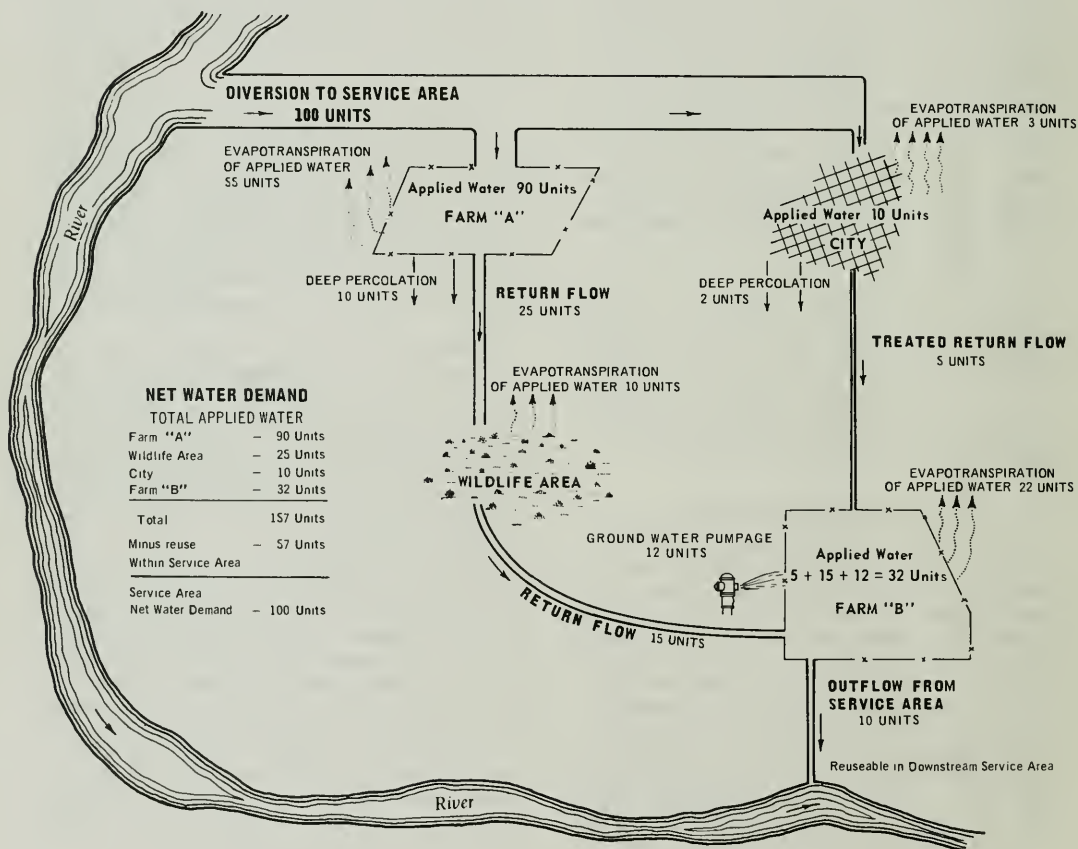 DIVERSION TO SERVICE AREA
100 UNITS
EVAPOTRANSPIRATION
OF APPLIED WATER 3 UNITS
EVAPOTRANSPIRATION
OF APPLIED WATER
55 UNITS
Applied Water 90 Units
FARM "A"
Applied Water 10 Units
CITY
River
DEEP PERCOLATION
10 UNITS
RETURN FLOW
25 UNITS
DEEP PERCOLATION
2 UNITS
TREATED RETURN FLOW
5 UNITS
EVAPOTRANSPIRATION
OF APPLIED WATER 10 UNITS
NET WATER DEMAND
TOTAL APPLIED WATER
Farm "A" – 90 Units
Wildlife Area – 25 Units
City – 10 Units
Farm "B" – 32 Units
Total 157 Units
Minus reuse – 57 Units
Within Service Area
Service Area
Net Water Demand – 100 Units
WILDLIFE AREA
EVAPOTRANSPIRATION
OF APPLIED WATER 22 UNITS
GROUND WATER PUMPAGE
12 UNITS
Applied Water
5 + 15 + 12 = 32 Units
FARM "B"
RETURN FLOW 15 UNITS
OUTFLOW FROM
SERVICE AREA
10 UNITS
Reuseable in Downstream Service Area
River